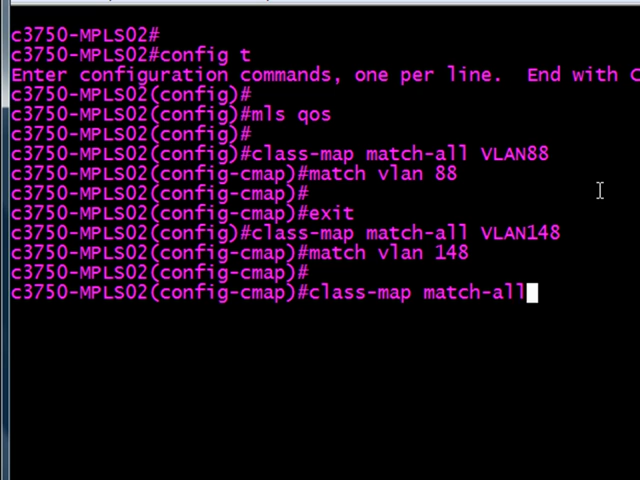 c3750-MPLS02#
c3750-MPLS02#config t
Enter configuration commands, one per line.  End with C
c3750-MPLS02(config)#
c3750-MPLS02(config)#mls qos
c3750-MPLS02(config)#
c3750-MPLS02(config)#class-map match-all VLAN88
c3750-MPLS02(config-cmap)#match vlan 88
c3750-MPLS02(config-cmap)#
c3750-MPLS02(config-cmap)#exit
c3750-MPLS02(config)#class-map match-all VLAN148
c3750-MPLS02(config-cmap)#match vlan 148
c3750-MPLS02(config-cmap)#
c3750-MPLS02(config-cmap)#class-map match-all